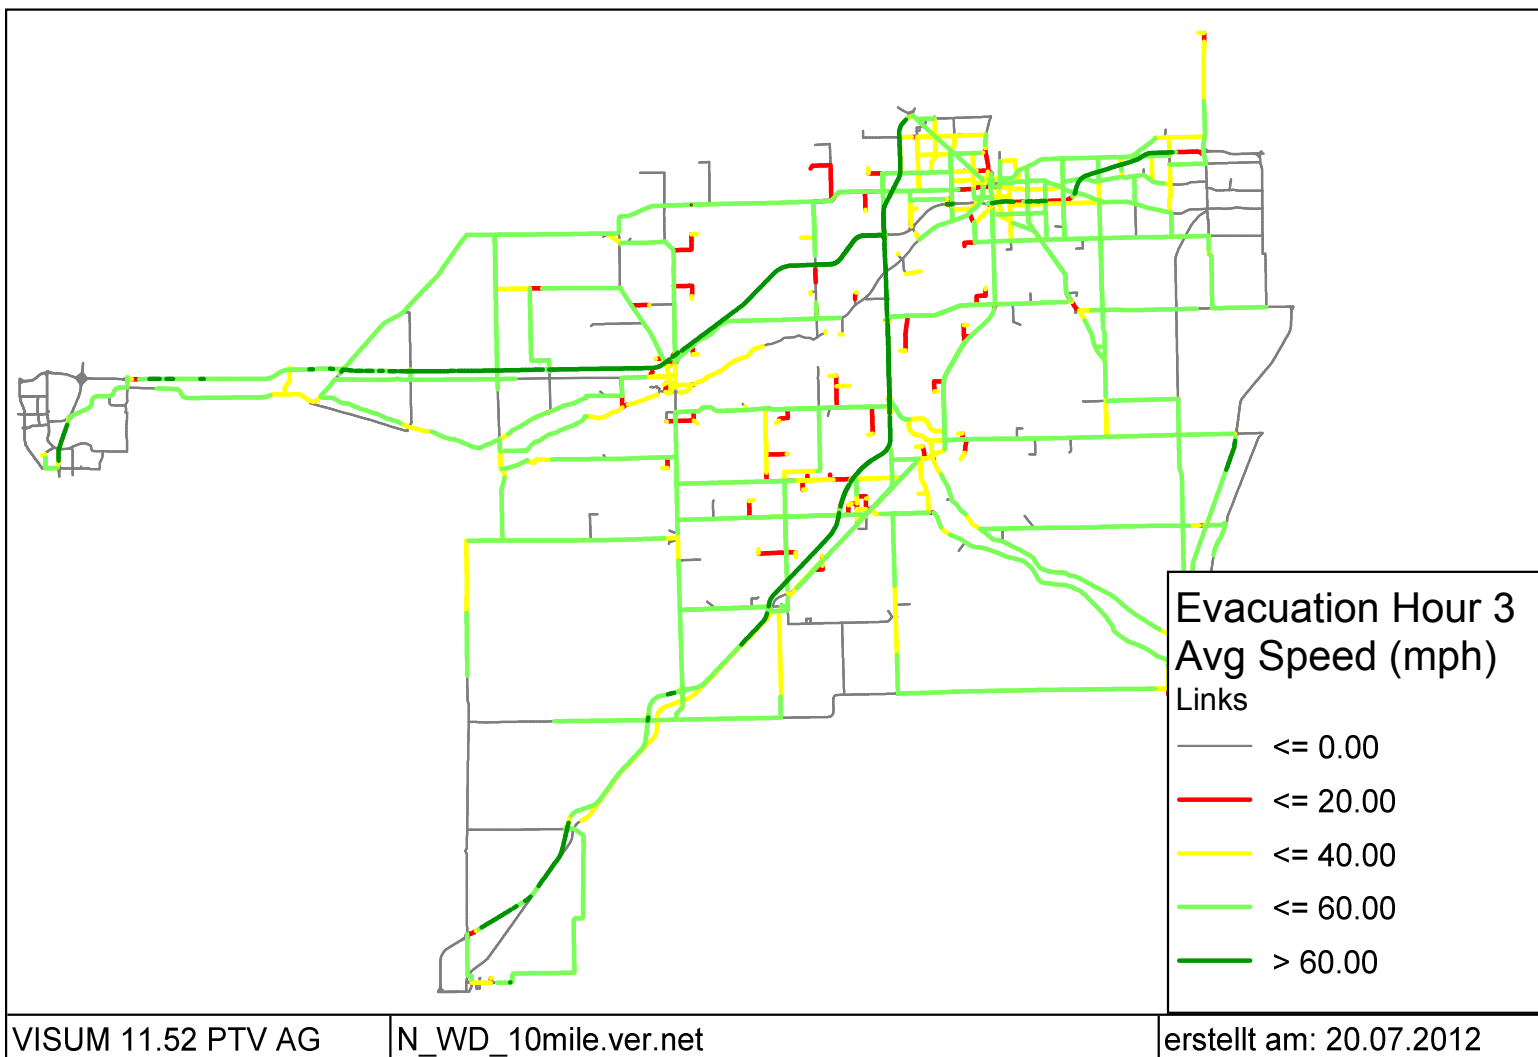 Evacuation Hour 3
Avg Speed (mph)
Links
<= 0.00
<= 20.00
<= 40.00
<= 60.00
> 60.00
VISUM 11.52 PTV AG
N_WD_10mile.ver.net
erstellt am: 20.07.2012